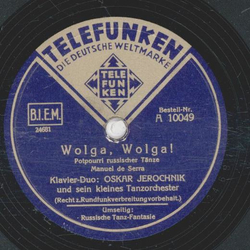 TELEFUNKEN
DIE DEUTSCHE WELTMARKE
TELE
FUN
KEN
B.I.E.M.
24681
Bestell-Nr.
A 10049
Wolga, Wolga!
Potpourri russischer Tänze
Manuel de Serra
Klavier-Duo: OSKAR JEROCHNIK
und sein kleines Tanzorchester
(Recht z. Rundfunkverbreitung vorbehalt.)
Umseitig:
Russische Tanz-Fantasie